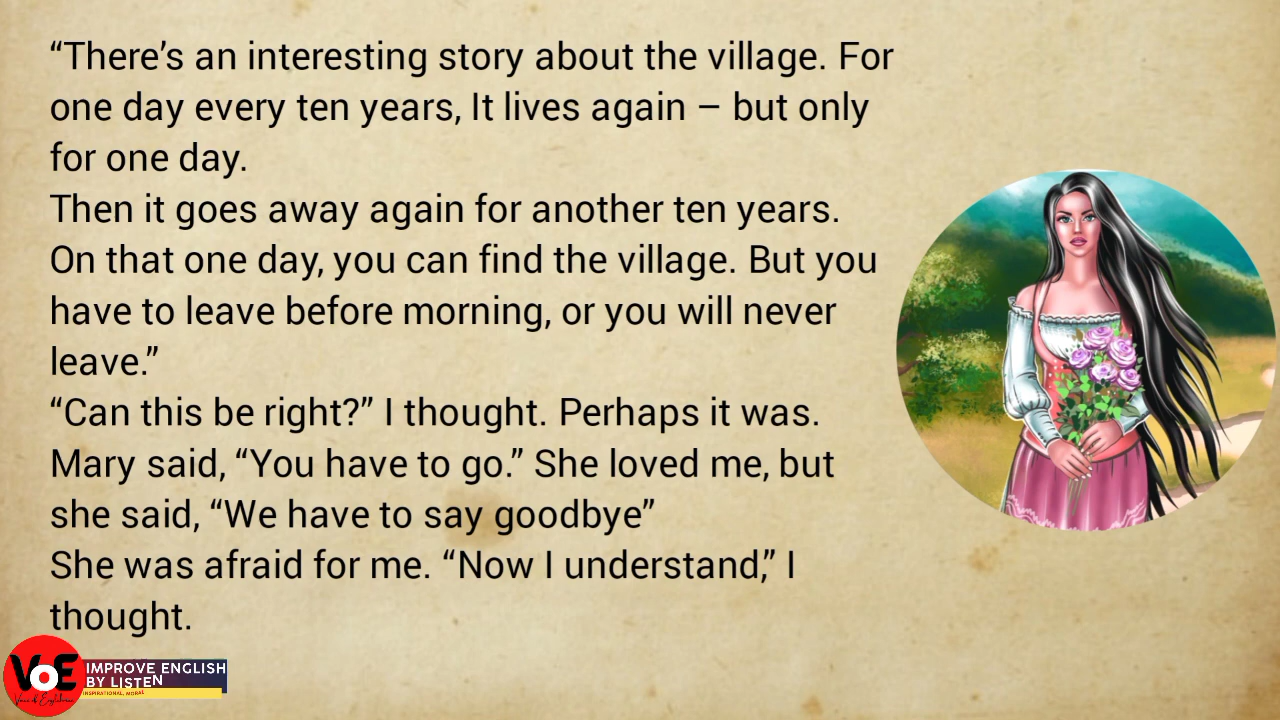 “There’s an interesting story about the village. For
one day every ten years, It lives again – but only
for one day.
Then it goes away again for another ten years.
On that one day, you can find the village. But you
have to leave before morning, or you will never
leave.”
“Can this be right?” I thought. Perhaps it was.
Mary said, “You have to go.” She loved me, but
she said, “We have to say goodbye”
She was afraid for me. “Now I understand,” I
thought.
VOE
IMPROVE ENGLISH
BY LISTEN
INSPIRATIONAL, MORAL